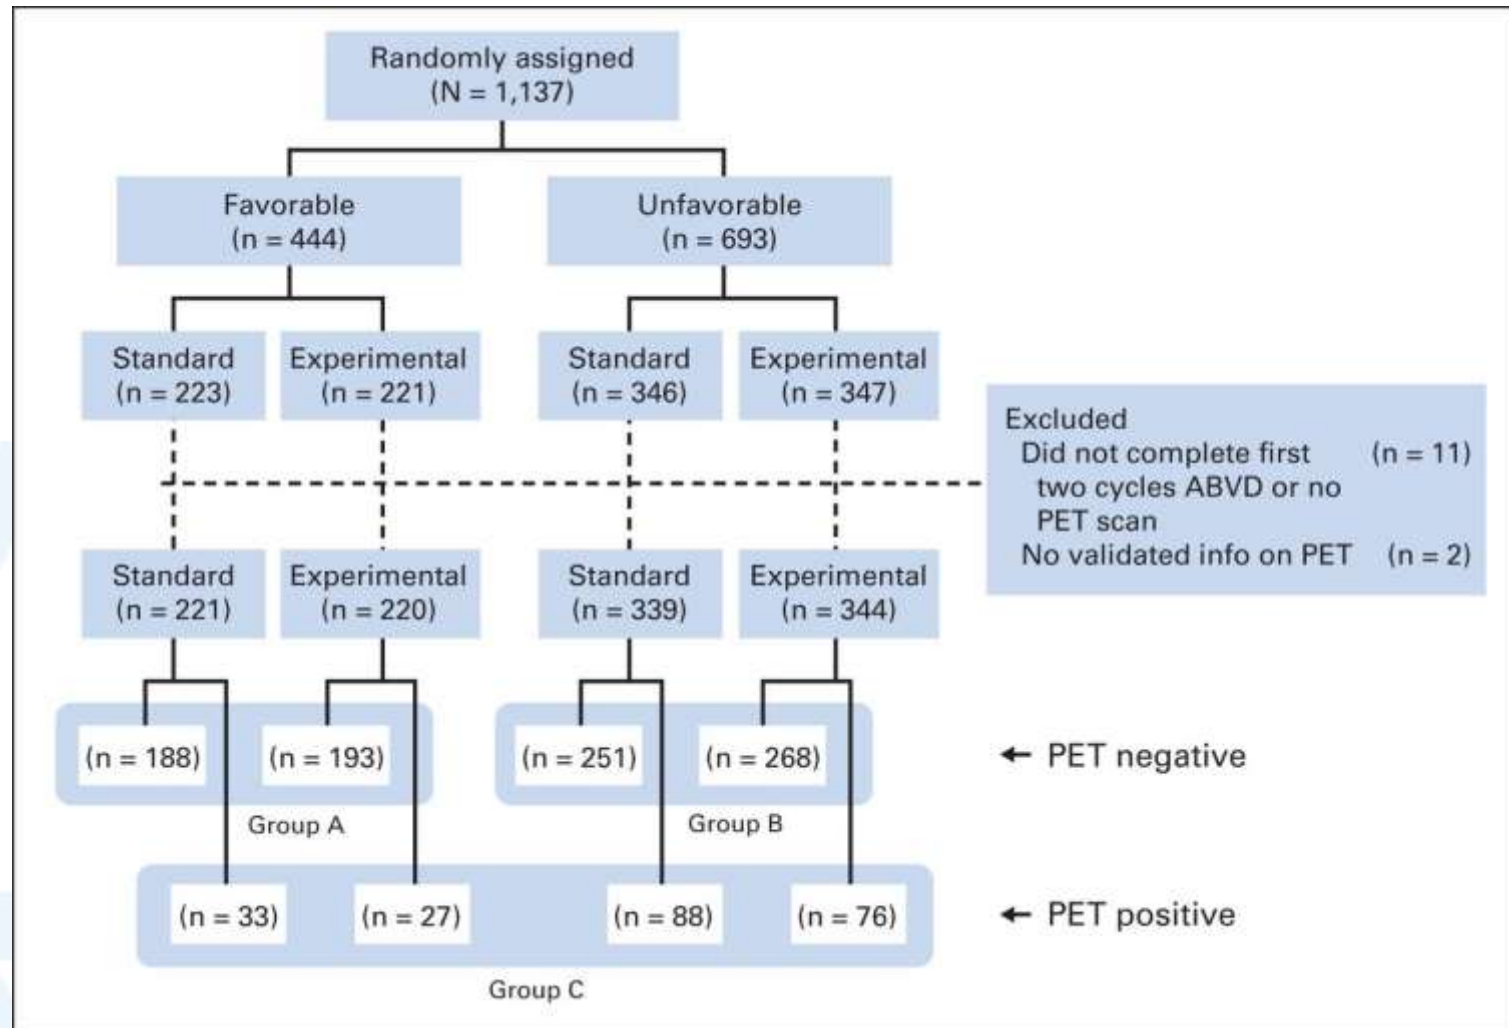 Randomly assigned
(N = 1,137)
Favorable
(n = 444)
Unfavorable
(n = 693)
Standard
(n = 223)
Experimental
(n = 221)
Standard
(n = 346)
Experimental
(n = 347)
Excluded
Did not complete first (n = 11)
two cycles ABVD or no
PET scan
No validated info on PET (n = 2)
Standard
(n = 221)
Experimental
(n = 220)
Standard
(n = 339)
Experimental
(n = 344)
(n = 188) (n = 193) (n = 251) (n = 268) ← PET negative
Group A Group B
(n = 33) (n = 27) (n = 88) (n = 76) ← PET positive
Group C